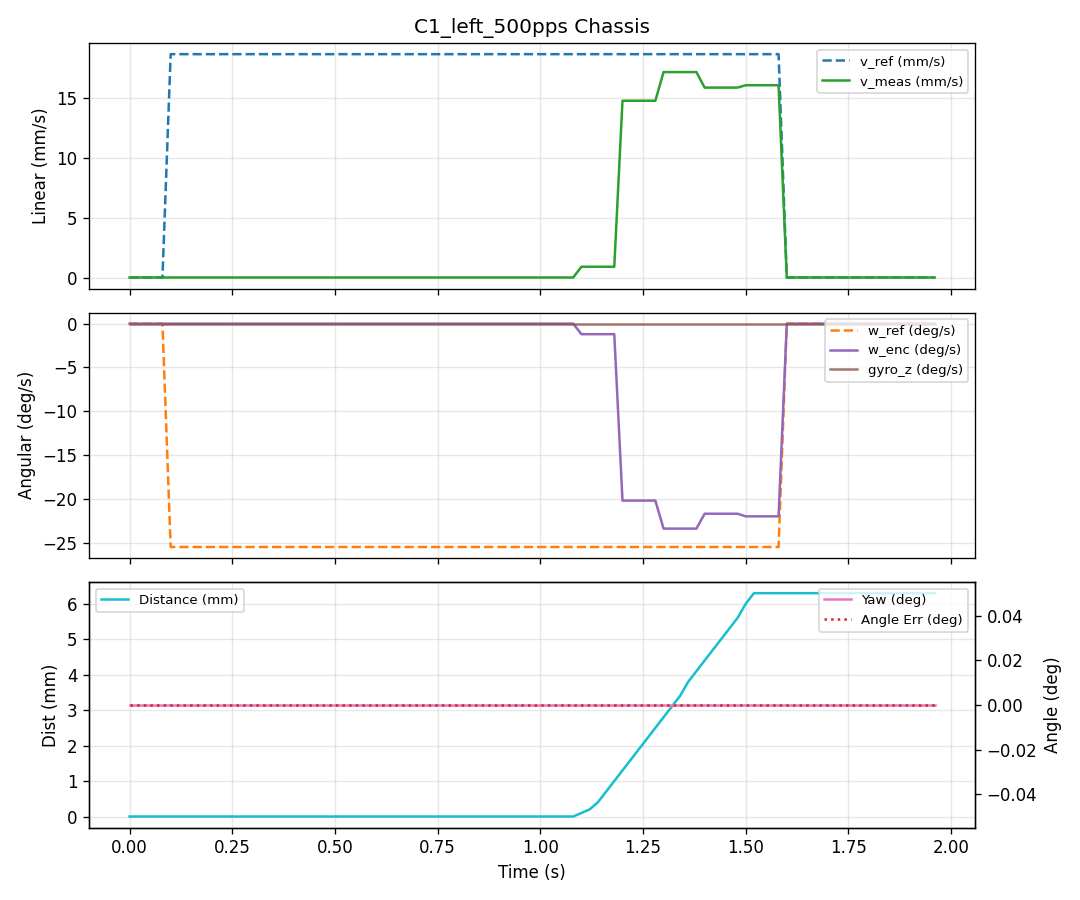 C1_left_500pps Chassis
Linear (mm/s)
15
10
5
0
v_ref (mm/s)
v_meas (mm/s)
Angular (deg/s)
0
−5
−10
−15
−20
−25
w_ref (deg/s)
w_enc (deg/s)
gyro_z (deg/s)
Dist (mm)
6
5
4
3
2
1
0
Distance (mm)
Yaw (deg)
Angle Err (deg)
0.04
0.02
0.00
−0.02
−0.04
Angle (deg)
0.00 0.25 0.50 0.75 1.00 1.25 1.50 1.75 2.00
Time (s)